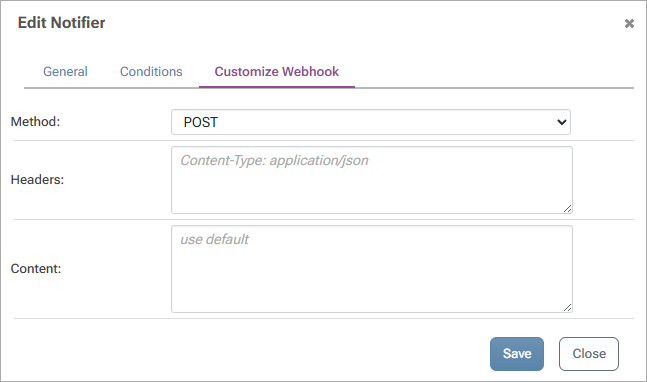 Edit Notifier
General Conditions Customize Webhook
Method: POST
Headers: Content-Type: application/json
Content: use default
Save Close